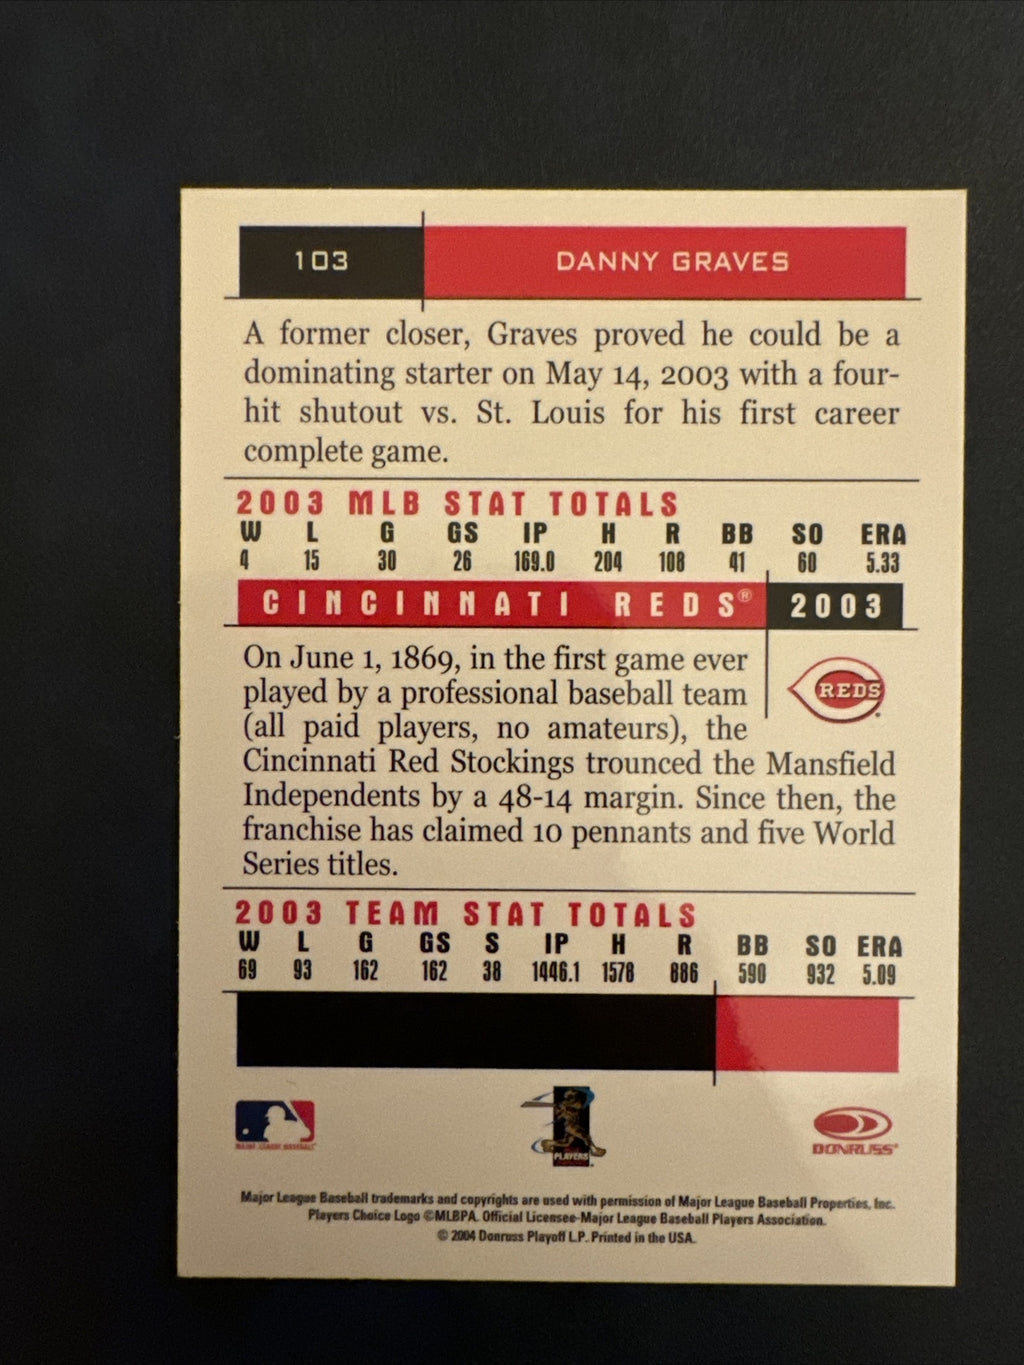 103 DANNY GRAVES
A former closer, Graves proved he could be a
dominating starter on May 14, 2003 with a four-
hit shutout vs. St. Louis for his first career
complete game.
2003 MLB STAT TOTALS
W L G GS IP H R BB SO ERA
4 15 30 26 169.0 204 108 41 60 5.33
CINCINNATI REDS® 2003
On June 1, 1869, in the first game ever
played by a professional baseball team
(all paid players, no amateurs), the
Cincinnati Red Stockings trounced the Mansfield
Independents by a 48-14 margin. Since then, the
franchise has claimed 10 pennants and five World
Series titles.
REDS
2003 TEAM STAT TOTALS
W L G GS S IP H R BB SO ERA
69 93 162 162 38 1446.1 1578 886 590 932 5.09
MAJOR LEAGUE BASEBALL
PLAYERS
DONRUSS
Major League Baseball trademarks and copyrights are used with permission of Major League Baseball Properties, Inc.
Players Choice Logo ©MLBPA. Official Licensee-Major League Baseball Players Association.
© 2004 Donruss Playoff L.P. Printed in the USA.